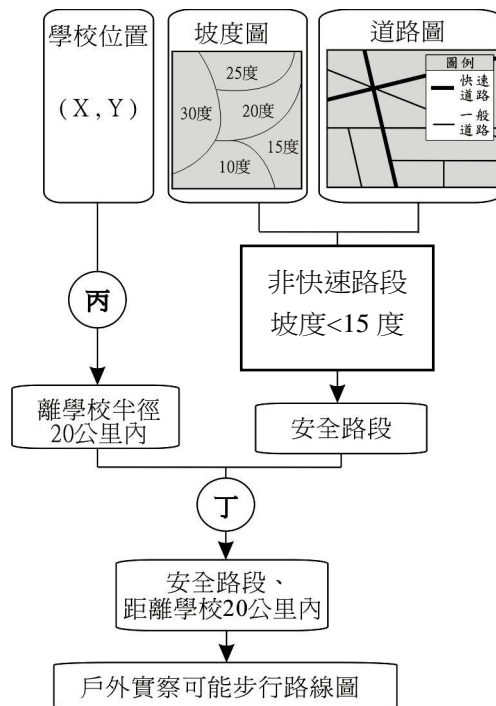 學校位置
(X,Y)
坡度圖
25度
30度
20度
15度
10度
道路圖
圖例
快速
道路
一般
道路
丙
非快速路段
坡度<15 度
離學校半徑
20公里內
安全路段
丁
安全路段、
距離學校20公里內
戶外實察可能步行路線圖